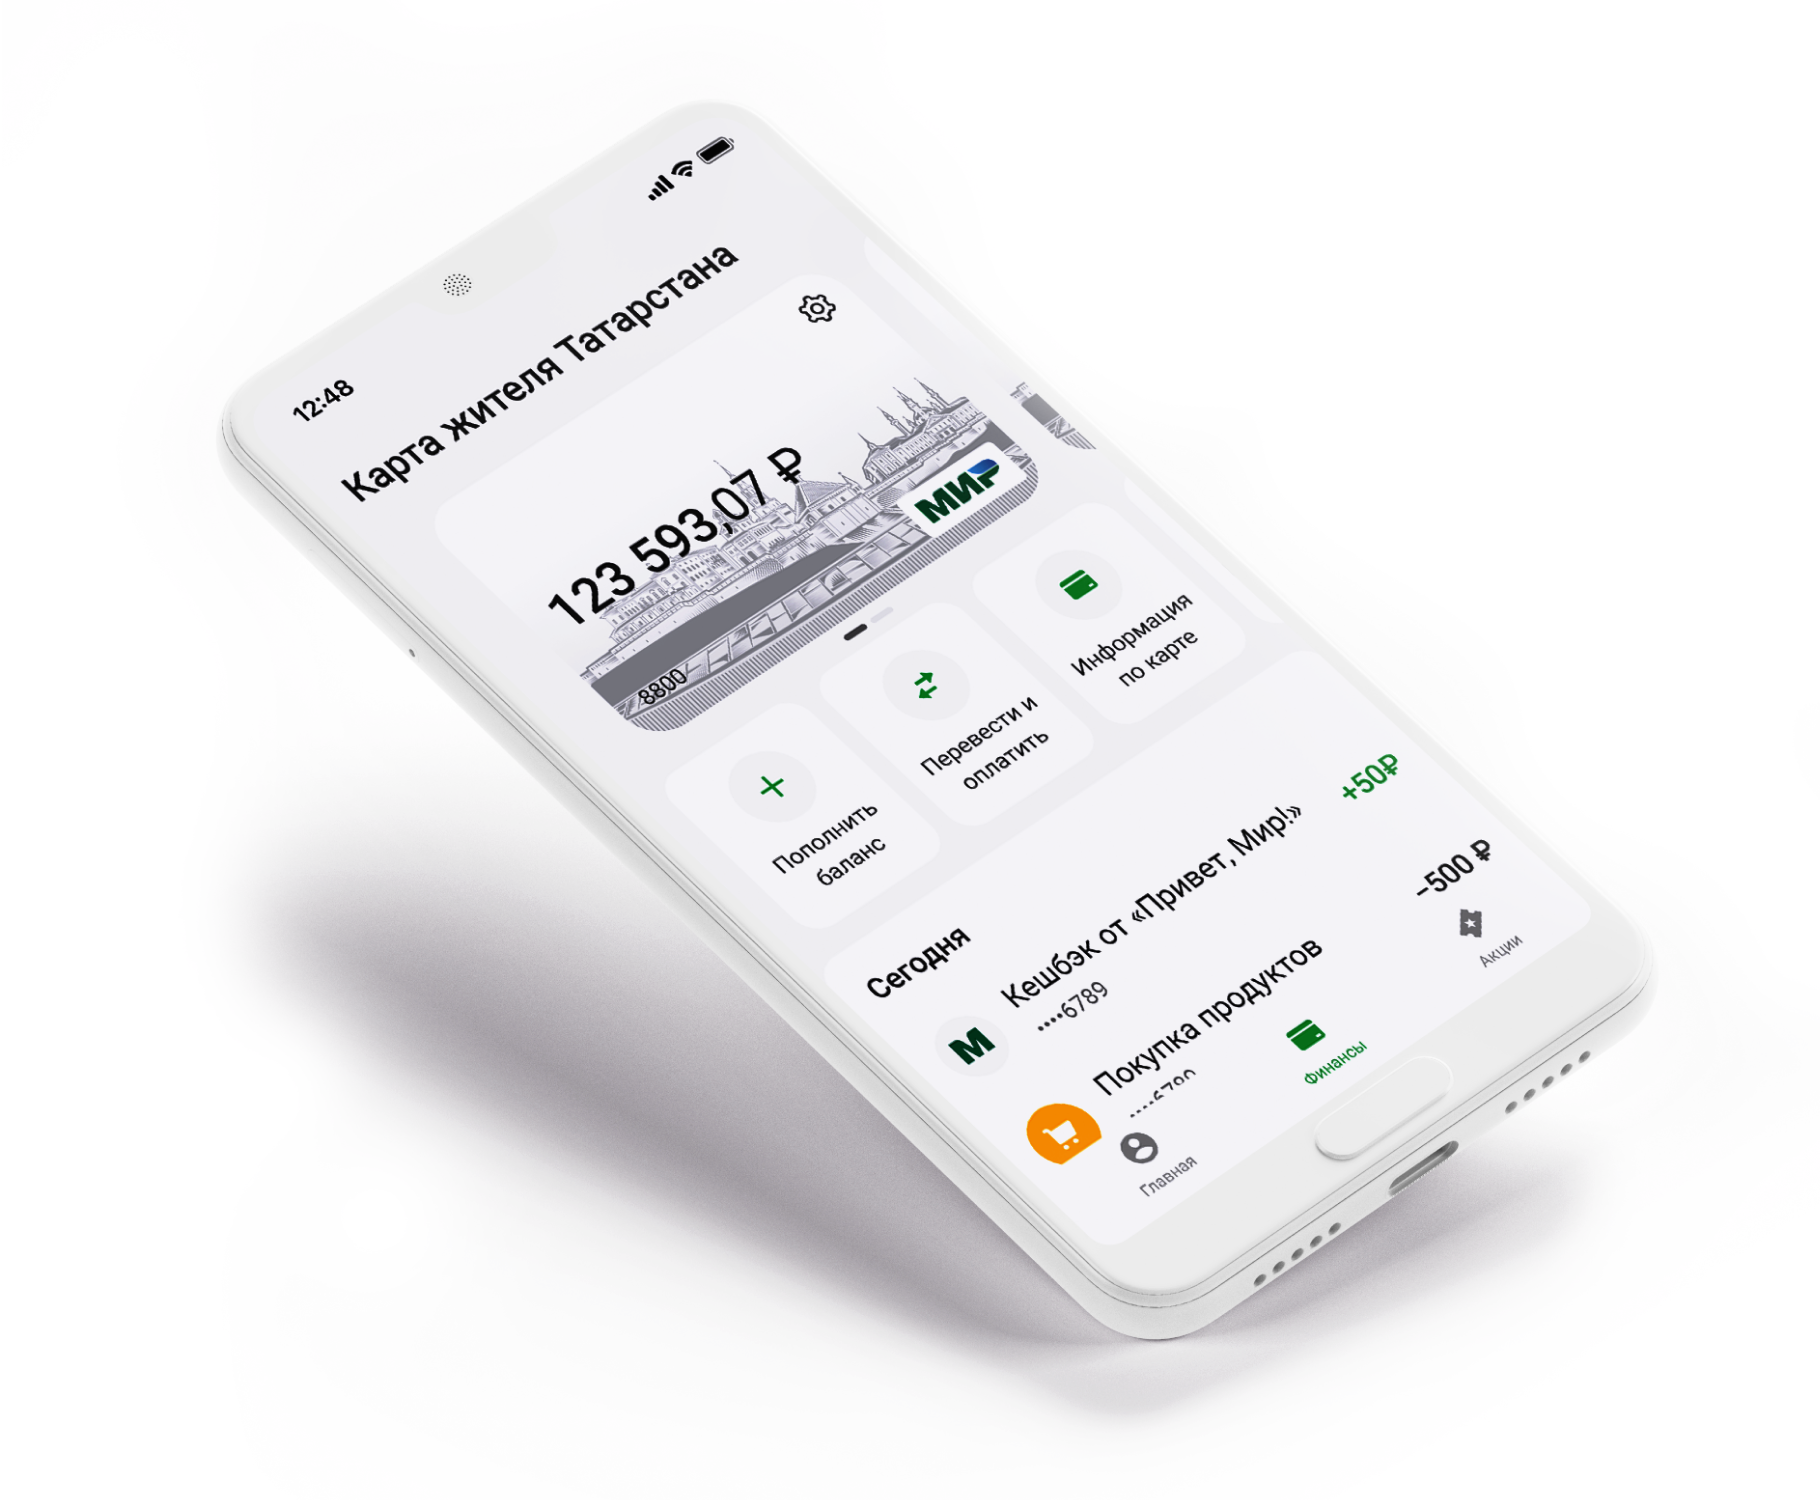 12:48
Карта жителя Татарстана
123 593,07 ₽
МИР
8800
Пополнить
баланс
Перевести и
оплатить
Информация
по карте
Сегодня
М
Кешбэк от «Привет, Мир!»
+50₽
••••6789
Покупка продуктов
–500 ₽
••••6789
Главная
Финансы
Акции